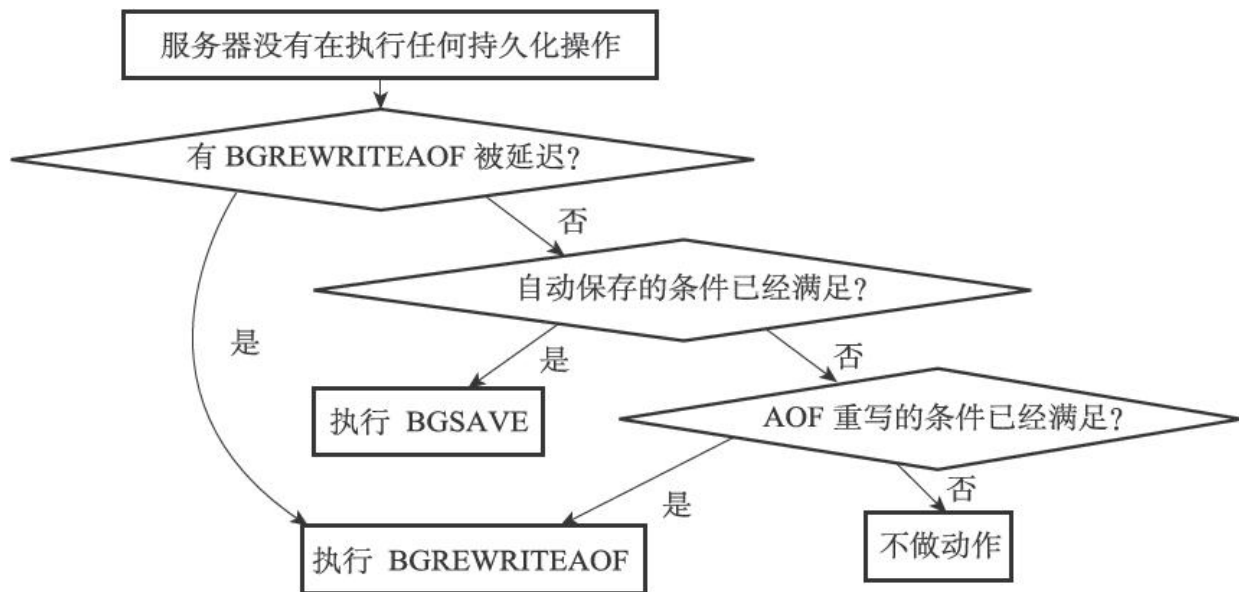 服务器没有在执行任何持久化操作
有 BGREWRITEAOF 被延迟?
否
自动保存的条件已经满足?
是
是
否
执行 BGSAVE
AOF 重写的条件已经满足?
是
否
执行 BGREWRITEAOF
不做动作